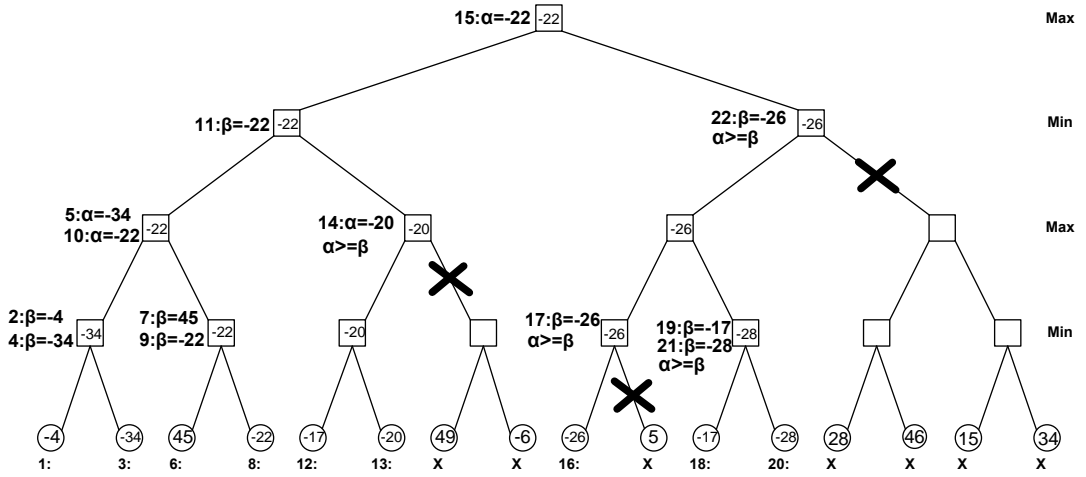 15:α=-22
-22
Max
11:β=-22
-22
22:β=-26
α>=β
-26
Min
5:α=-34
10:α=-22
-22
14:α=-20
α>=β
-20
-26
Max
2:β=-4
4:β=-34
-34
7:β=45
9:β=-22
-22
-20
17:β=-26
α>=β
-26
19:β=-17
21:β=-28
α>=β
-28
Min
-4 -34 45 -22 -17 -20 49 -6 -26 5 -17 -28 28 46 15 34
1: 3: 6: 8: 12: 13: X X 16: X 18: 20: X X X X